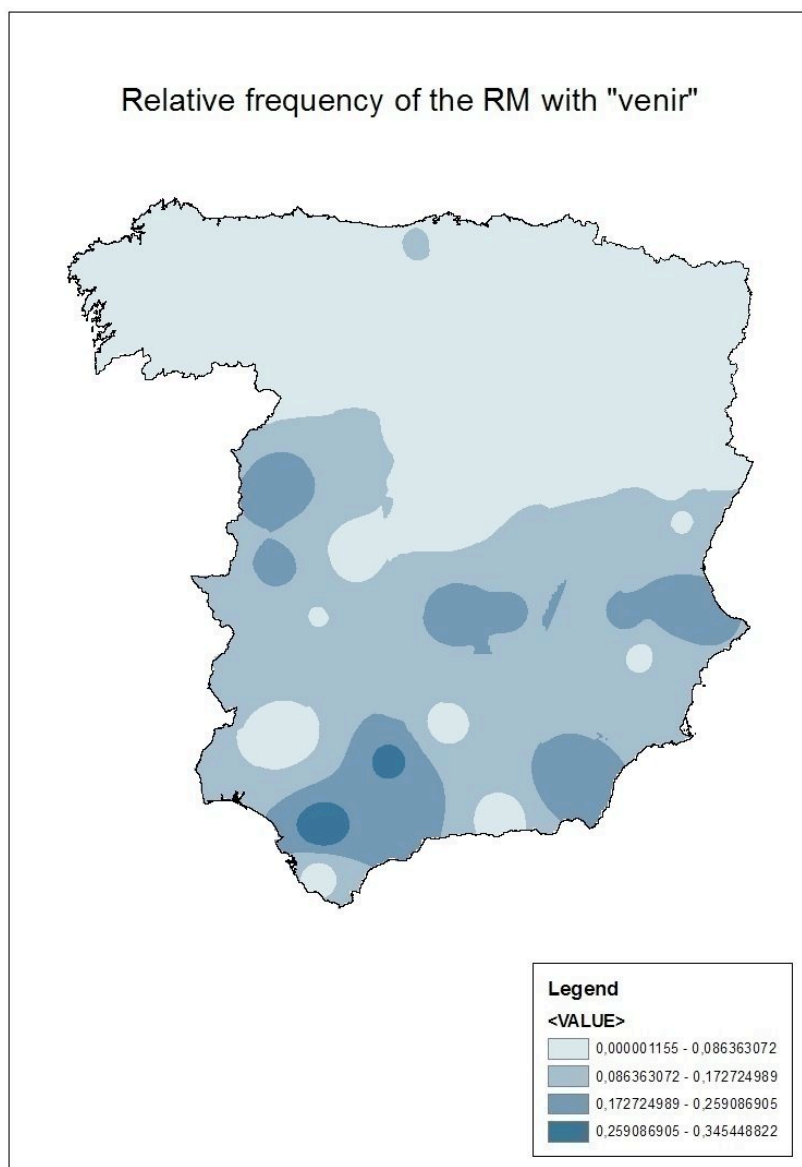 Relative frequency of the RM with "venir"
Legend
<VALUE>
0,000001155 - 0,086363072
0,086363072 - 0,172724989
0,172724989 - 0,259086905
0,259086905 - 0,345448822